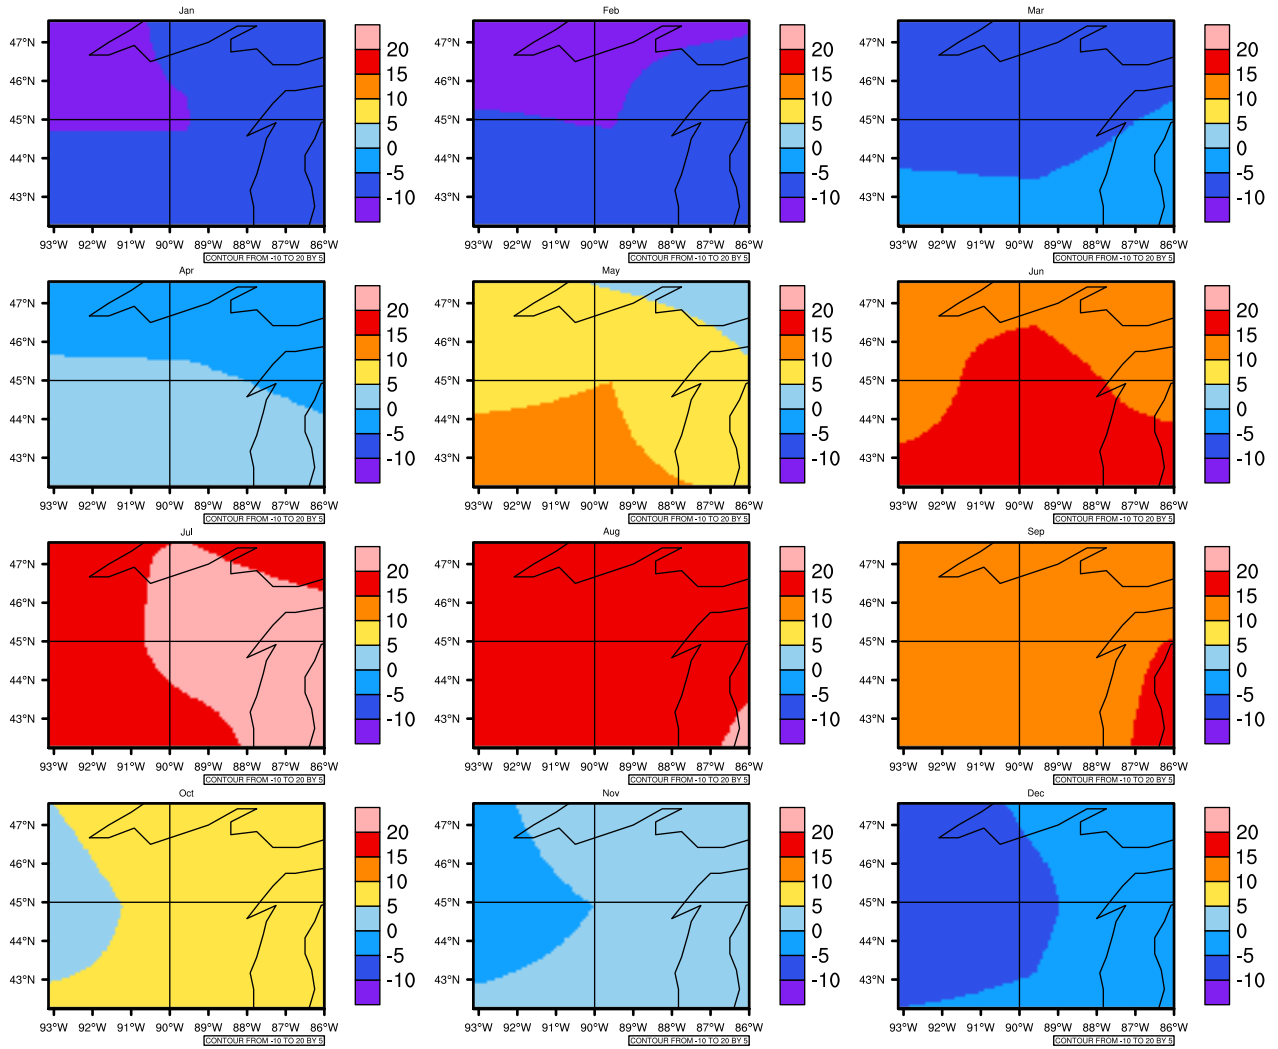 Jan
Feb
Mar
47°N 46°N 45°N 44°N 43°N
93°W 92°W 91°W 90°W 89°W 88°W 87°W 86°W
20 15 10 5 0 -5 -10
CONTOUR FROM -10 TO 20 BY 5
47°N 46°N 45°N 44°N 43°N
93°W 92°W 91°W 90°W 89°W 88°W 87°W 86°W
20 15 10 5 0 -5 -10
CONTOUR FROM -10 TO 20 BY 5
47°N 46°N 45°N 44°N 43°N
93°W 92°W 91°W 90°W 89°W 88°W 87°W 86°W
20 15 10 5 0 -5 -10
CONTOUR FROM -10 TO 20 BY 5
Apr
May
Jun
47°N 46°N 45°N 44°N 43°N
93°W 92°W 91°W 90°W 89°W 88°W 87°W 86°W
20 15 10 5 0 -5 -10
CONTOUR FROM -10 TO 20 BY 5
47°N 46°N 45°N 44°N 43°N
93°W 92°W 91°W 90°W 89°W 88°W 87°W 86°W
20 15 10 5 0 -5 -10
CONTOUR FROM -10 TO 20 BY 5
47°N 46°N 45°N 44°N 43°N
93°W 92°W 91°W 90°W 89°W 88°W 87°W 86°W
20 15 10 5 0 -5 -10
CONTOUR FROM -10 TO 20 BY 5
Jul
Aug
Sep
47°N 46°N 45°N 44°N 43°N
93°W 92°W 91°W 90°W 89°W 88°W 87°W 86°W
20 15 10 5 0 -5 -10
CONTOUR FROM -10 TO 20 BY 5
47°N 46°N 45°N 44°N 43°N
93°W 92°W 91°W 90°W 89°W 88°W 87°W 86°W
20 15 10 5 0 -5 -10
CONTOUR FROM -10 TO 20 BY 5
47°N 46°N 45°N 44°N 43°N
93°W 92°W 91°W 90°W 89°W 88°W 87°W 86°W
20 15 10 5 0 -5 -10
CONTOUR FROM -10 TO 20 BY 5
Oct
Nov
Dec
47°N 46°N 45°N 44°N 43°N
93°W 92°W 91°W 90°W 89°W 88°W 87°W 86°W
20 15 10 5 0 -5 -10
CONTOUR FROM -10 TO 20 BY 5
47°N 46°N 45°N 44°N 43°N
93°W 92°W 91°W 90°W 89°W 88°W 87°W 86°W
20 15 10 5 0 -5 -10
CONTOUR FROM -10 TO 20 BY 5
47°N 46°N 45°N 44°N 43°N
93°W 92°W 91°W 90°W 89°W 88°W 87°W 86°W
20 15 10 5 0 -5 -10
CONTOUR FROM -10 TO 20 BY 5